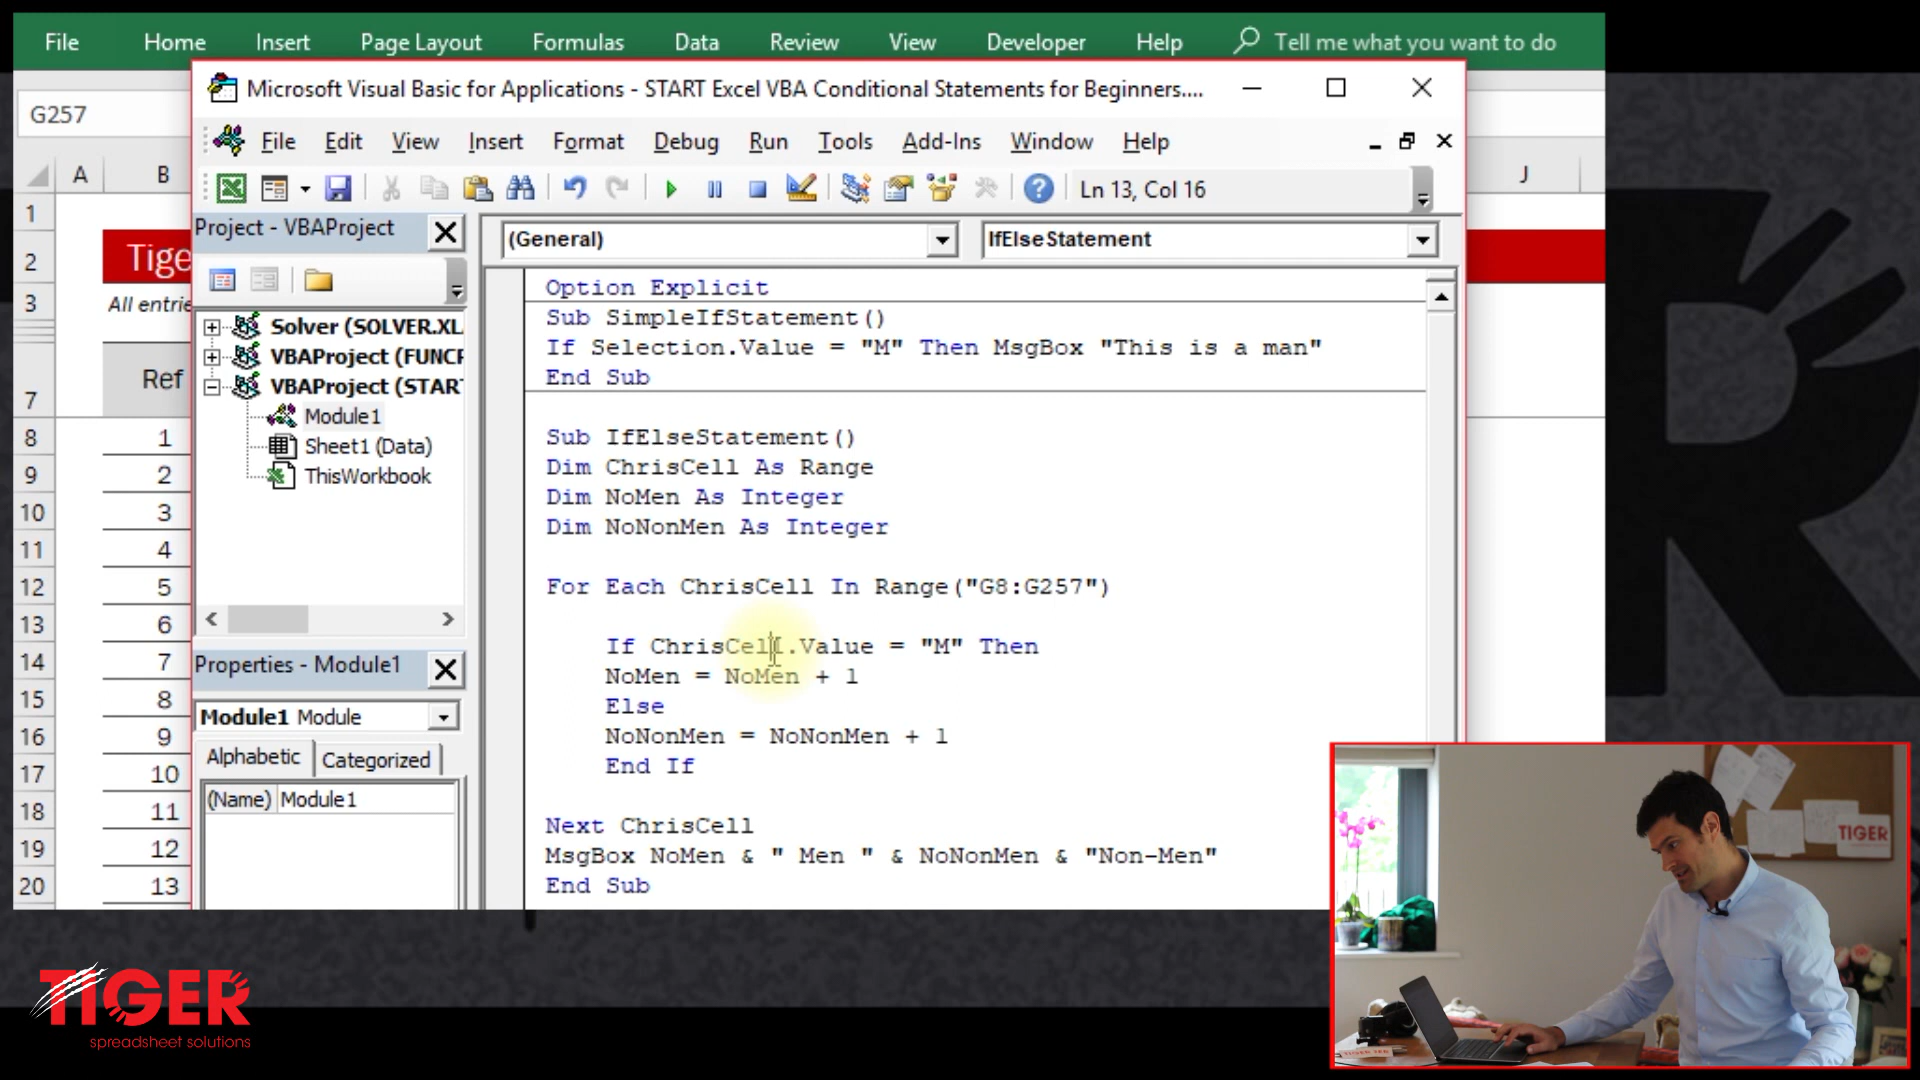 File Home Insert Page Layout Formulas Data Review View Developer Help Tell me what you want to do
Microsoft Visual Basic for Applications - START Excel VBA Conditional Statements for Beginners....
G257
File Edit View Insert Format Debug Run Tools Add-Ins Window Help
Ln 13, Col 16
A B J
Project - VBAProject
(General) IfElseStatement
1
2 Tige
3 All entrie
7 Ref
8 1
9 2
10 3
11 4
12 5
13 6
14 7
15 8
16 9
17 10
18 11
19 12
20 13
Solver (SOLVER.XL
VBAProject (FUNCR
VBAProject (START
Module1
Sheet1 (Data)
ThisWorkbook
Properties - Module1
Module1 Module
Alphabetic Categorized
(Name) Module1
Option Explicit
Sub SimpleIfStatement()
If Selection.Value = "M" Then MsgBox "This is a man"
End Sub
Sub IfElseStatement()
Dim ChrisCell As Range
Dim NoMen As Integer
Dim NoNonMen As Integer
For Each ChrisCell In Range("G8:G257")
If ChrisCell.Value = "M" Then
NoMen = NoMen + 1
Else
NoNonMen = NoNonMen + 1
End If
Next ChrisCell
MsgBox NoMen & " Men " & NoNonMen & "Non-Men"
End Sub
TIGER
TIGER
spreadsheet solutions